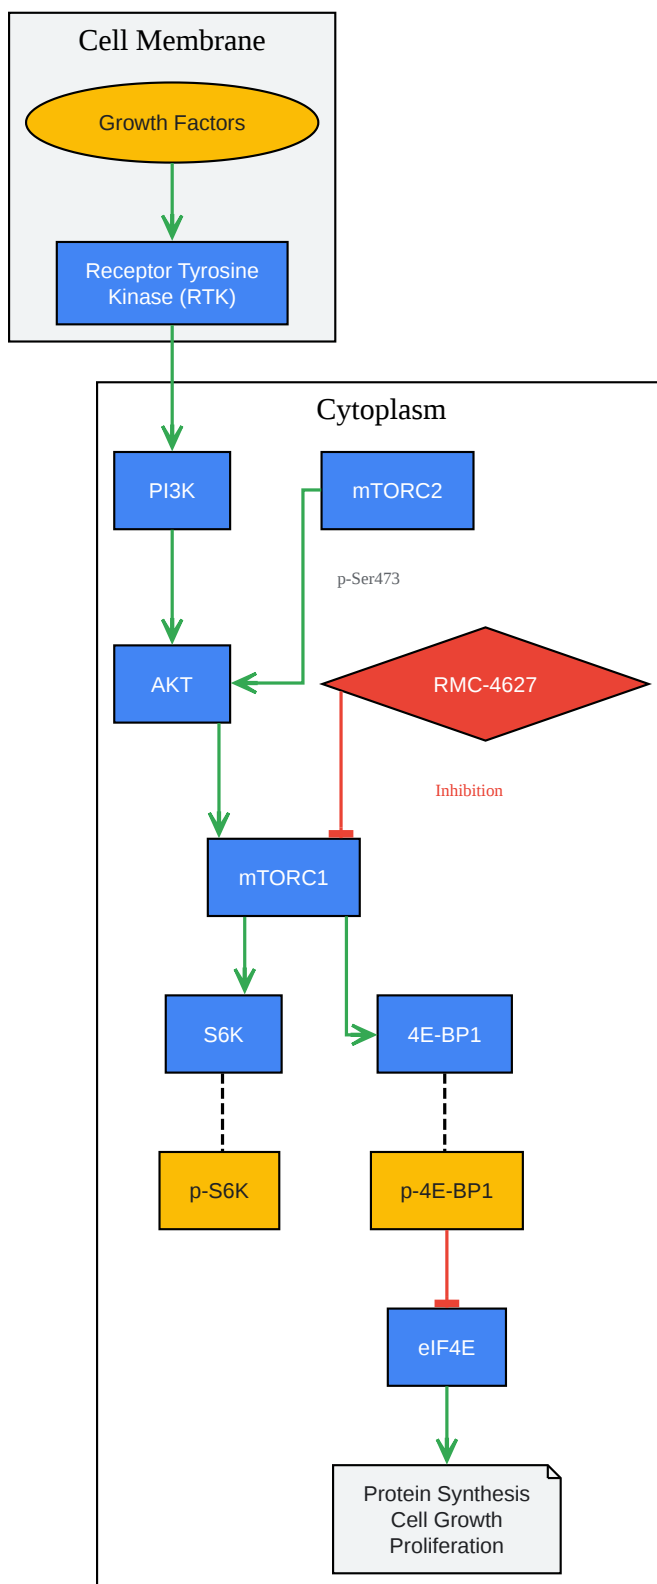 Cell Membrane
Growth Factors
Receptor Tyrosine
Kinase (RTK)
Cytoplasm
PI3K
mTORC2
p-Ser473
AKT
RMC-4627
Inhibition
mTORC1
S6K
4E-BP1
p-S6K
p-4E-BP1
eIF4E
Protein Synthesis
Cell Growth
Proliferation